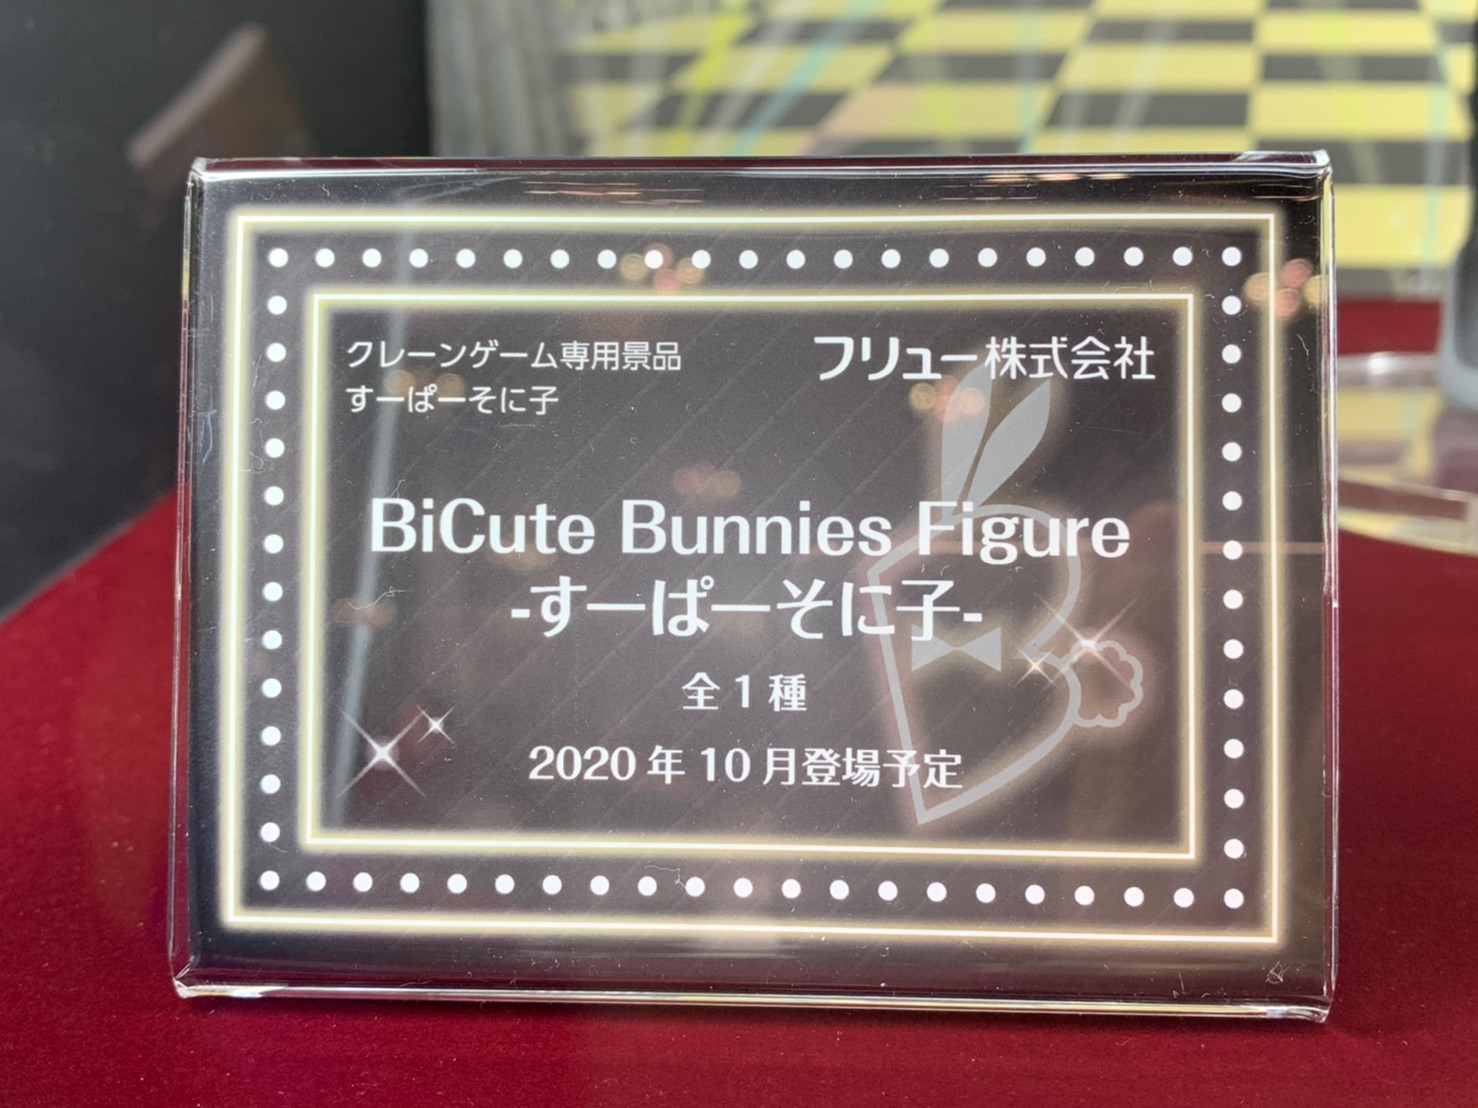 クレーンゲーム専用景品
すーぱーそに子
フリュー株式会社
BiCute Bunnies Figure
-すーぱーそに子-
全1種
2020年10月登場予定